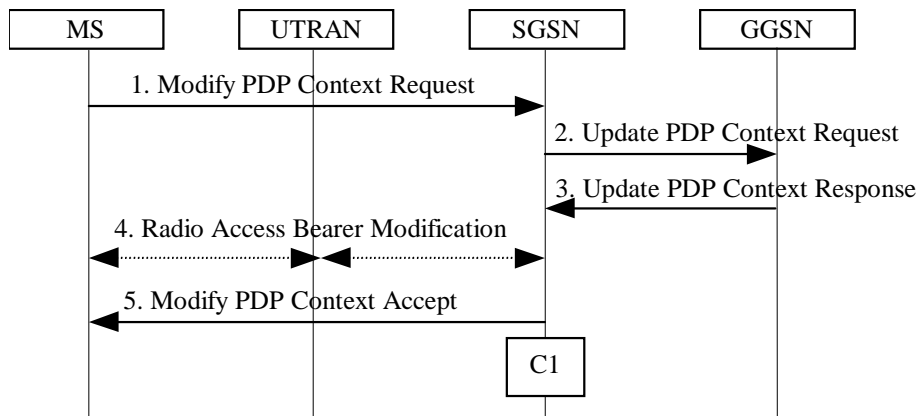 MS UTRAN SGSN GGSN
1. Modify PDP Context Request
2. Update PDP Context Request
3. Update PDP Context Response
4. Radio Access Bearer Modification
5. Modify PDP Context Accept
C1